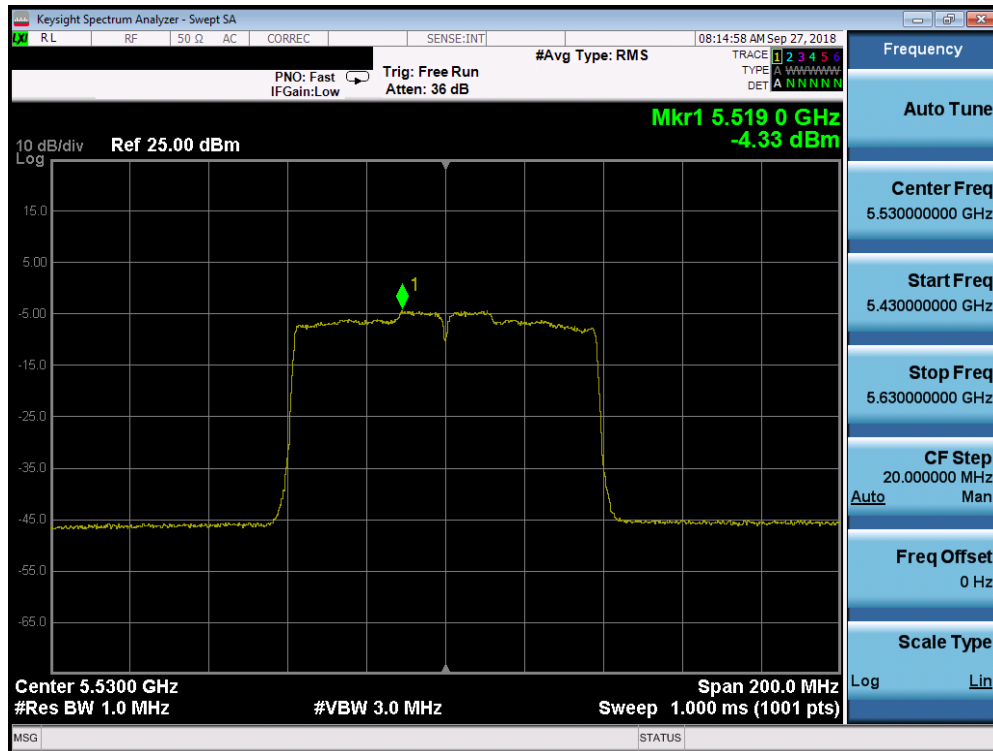 Keysight Spectrum Analyzer - Swept SA
LXI RL RF 50 Ω AC CORREC SENSE:INT 08:14:58 AM Sep 27, 2018
#Avg Type: RMS
TRACE 1 2 3 4 5 6
PNO: Fast Trig: Free Run TYPE A WWWWW
IFGain:Low Atten: 36 dB DET A N N N N N
Mkr1 5.519 0 GHz
-4.33 dBm
10 dB/div Ref 25.00 dBm
Log
15.0
5.00
1
-5.00
-15.0
-25.0
-35.0
-45.0
-55.0
-65.0
Center 5.5300 GHz Span 200.0 MHz
#Res BW 1.0 MHz #VBW 3.0 MHz Sweep 1.000 ms (1001 pts)
MSG STATUS
Frequency
Auto Tune
Center Freq
5.530000000 GHz
Start Freq
5.430000000 GHz
Stop Freq
5.630000000 GHz
CF Step
20.000000 MHz
Auto Man
Freq Offset
0 Hz
Scale Type
Log Lin